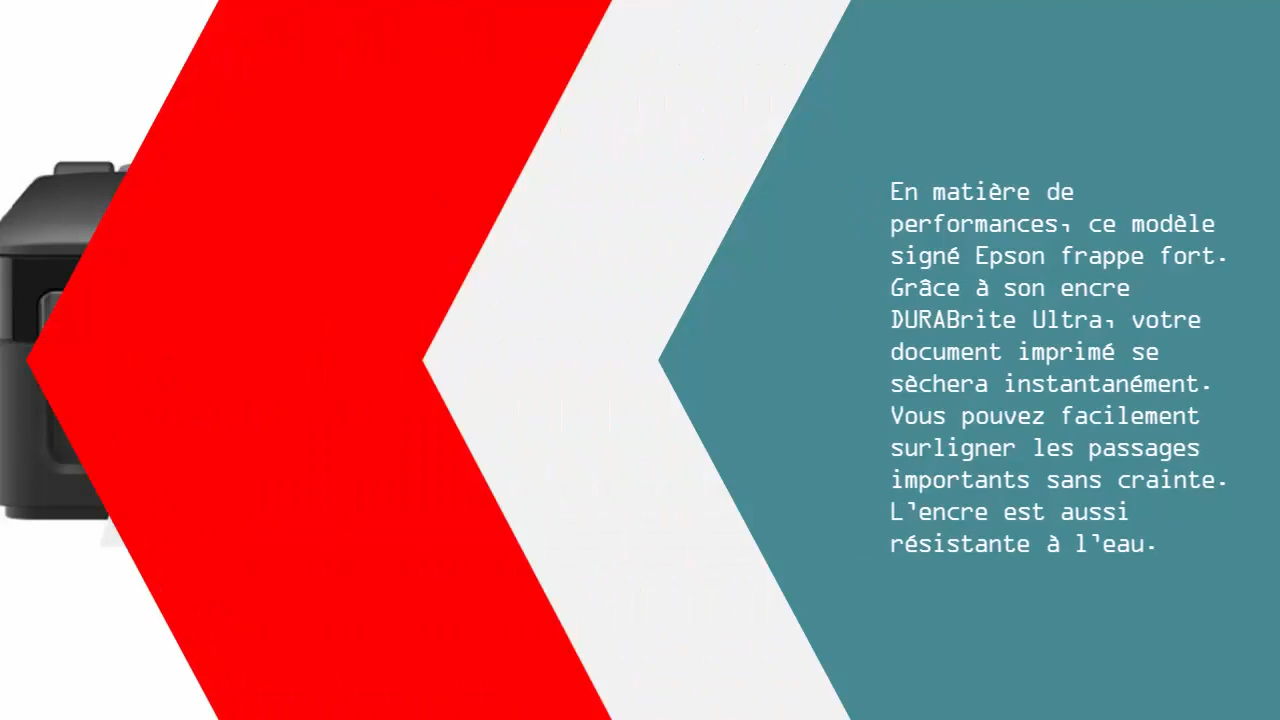 En matière de
performances, ce modèle
signé Epson frappe fort.
Grâce à son encre
DURABrite Ultra, votre
document imprimé se
sèchera instantanément.
Vous pouvez facilement
surligner les passages
importants sans crainte.
L'encre est aussi
résistante à l'eau.